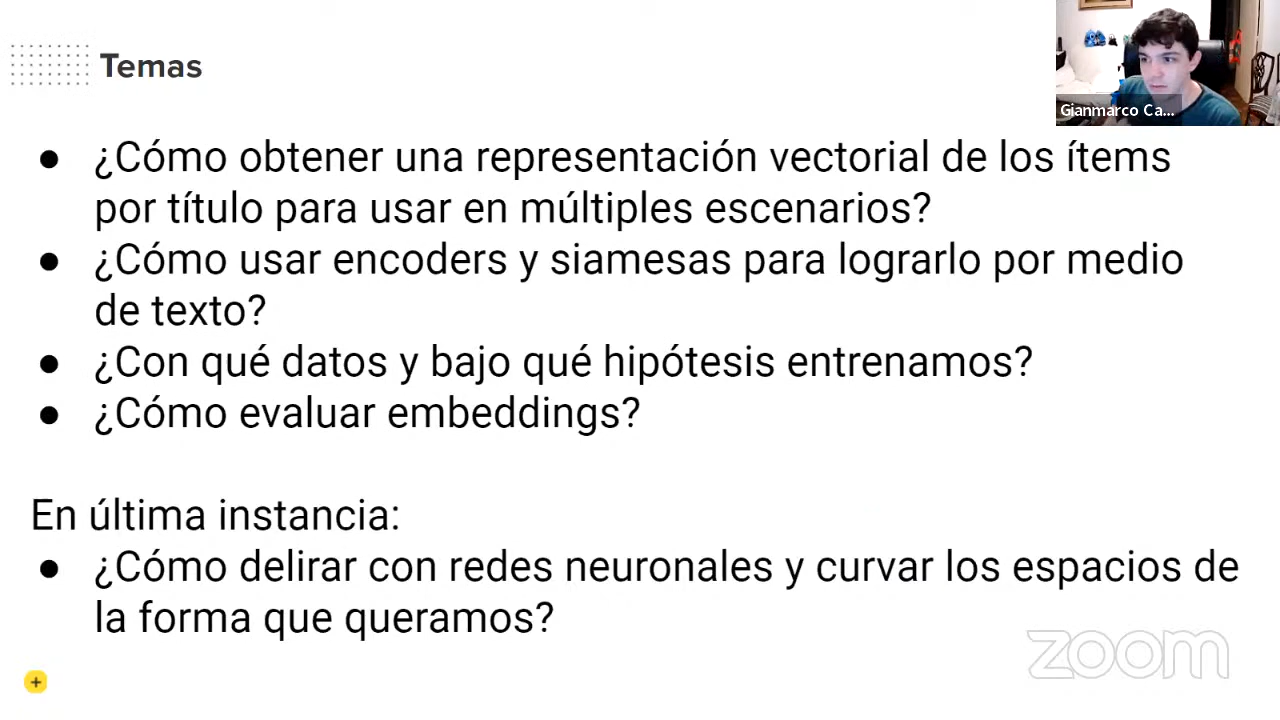 Temas
Gianmarco Ca...
● ¿Cómo obtener una representación vectorial de los ítems
por título para usar en múltiples escenarios?
● ¿Cómo usar encoders y siamesas para lograrlo por medio
de texto?
● ¿Con qué datos y bajo qué hipótesis entrenamos?
● ¿Cómo evaluar embeddings?
En última instancia:
● ¿Cómo delirar con redes neuronales y curvar los espacios de
la forma que queramos?
zoom
+